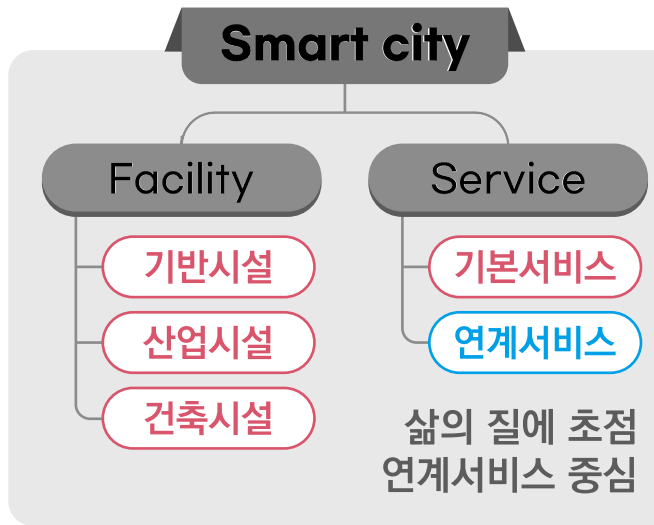 Smart city
Facility
기반시설
산업시설
건축시설
Service
기본서비스
연계서비스
삶의 질에 초점
연계서비스 중심